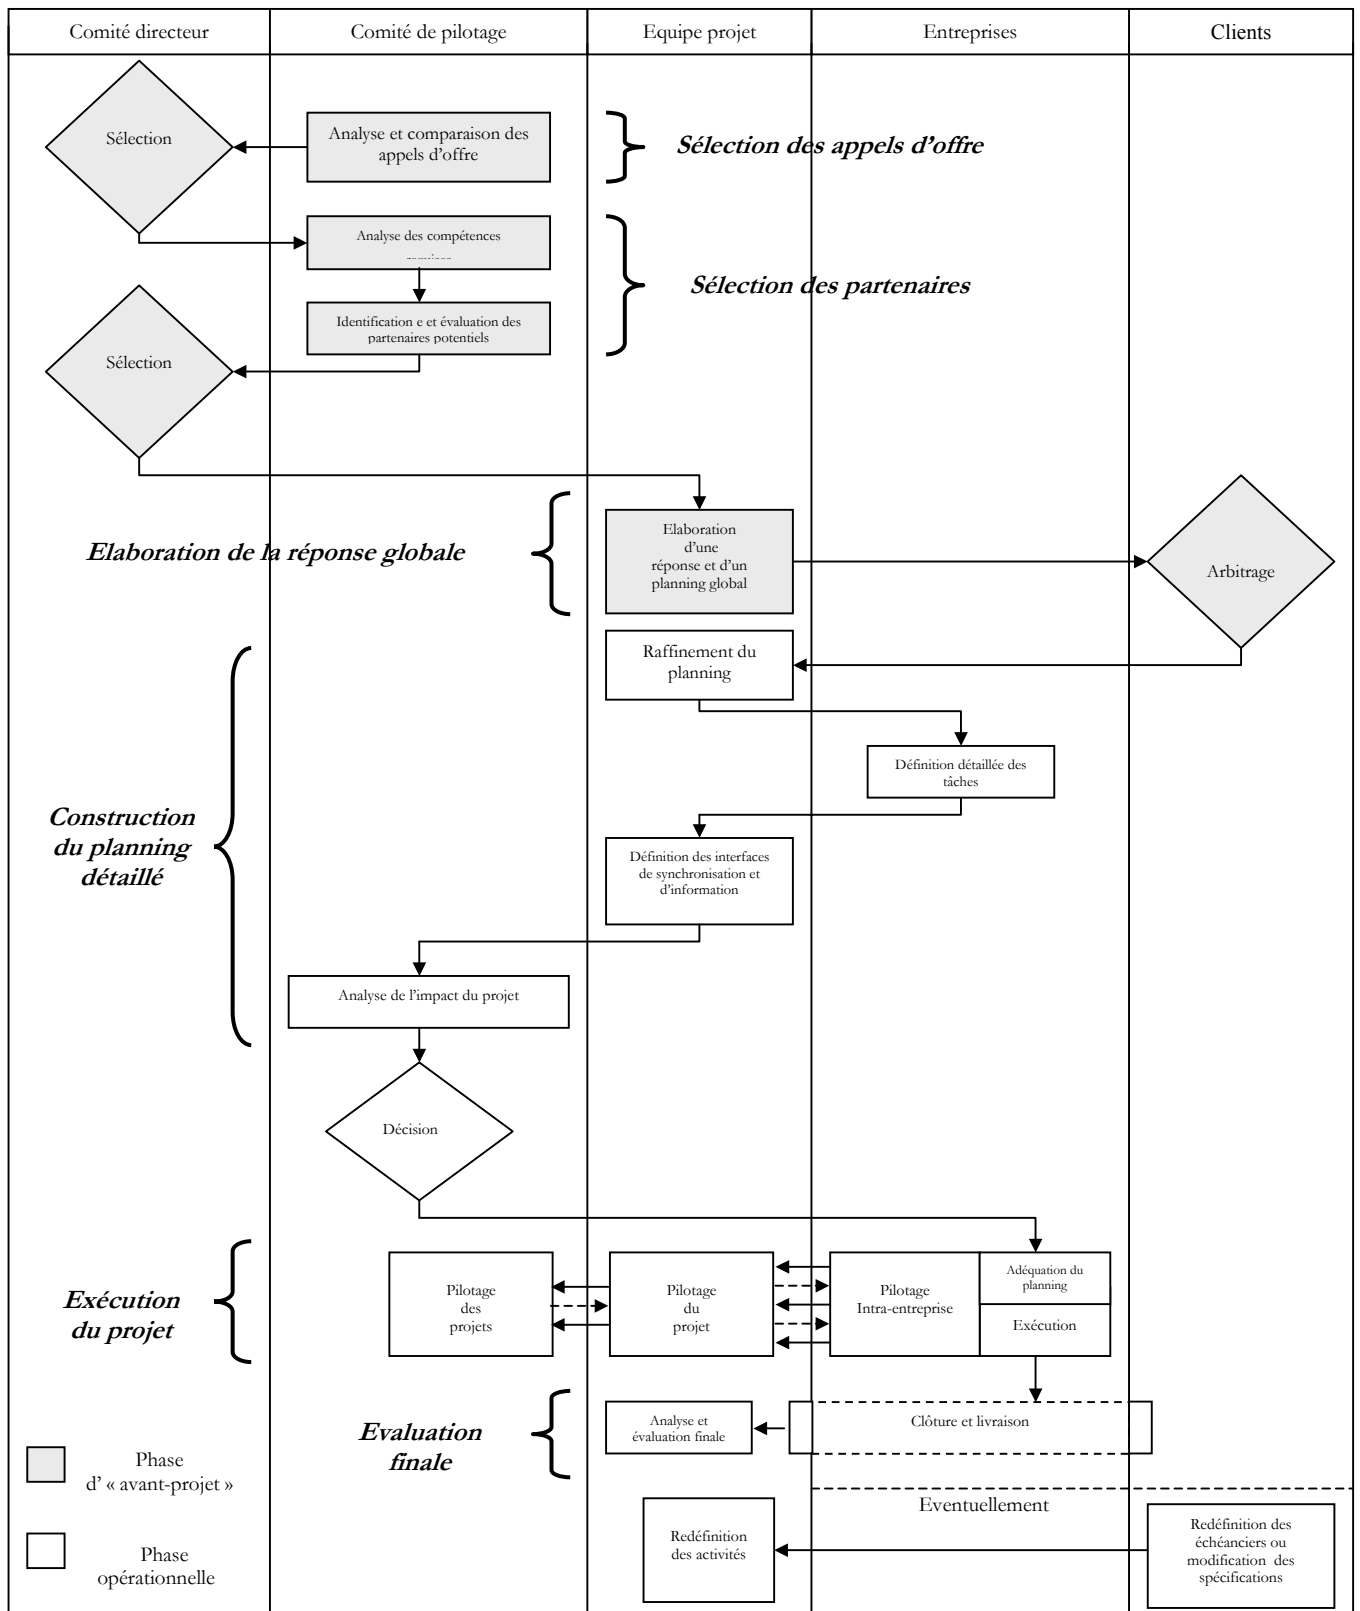 Comité directeur
Comité de pilotage
Equipe projet
Entreprises
Clients
Sélection
Analyse et comparaison des
appels d'offre
Sélection des appels d'offre
Analyse des compétences
Sélection des partenaires
Identification e et évaluation des
partenaires potentiels
Sélection
Elaboration de la réponse globale
Elaboration
d'une
réponse et d'un
planning global
Arbitrage
Raffinement du
planning
Définition détaillée des
tâches
Construction
du planning
détaillé
Définition des interfaces
de synchronisation et
d'information
Analyse de l'impact du projet
Décision
Exécution
du projet
Pilotage
des
projets
Pilotage
du
projet
Pilotage
Intra-entreprise
Adéquation du
planning
Exécution
Evaluation
finale
Analyse et
évaluation finale
Clôture et livraison
Phase
d' « avant-projet »
Eventuellement
Redéfinition
des activités
Redéfinition des
échéanciers ou
modification des
spécifications
Phase
opérationnelle